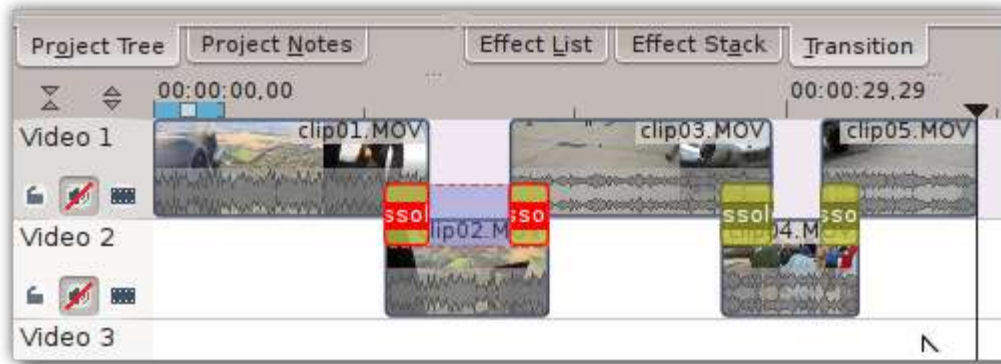 Project Tree Project Notes Effect List Effect Stack Transition
00:00:00,00 00:00:29,29
Video 1 clip01.MOV clip03.MOV clip05.MOV
ssol sso ssol sso
Video 2 lip02.M V 04.M
Video 3